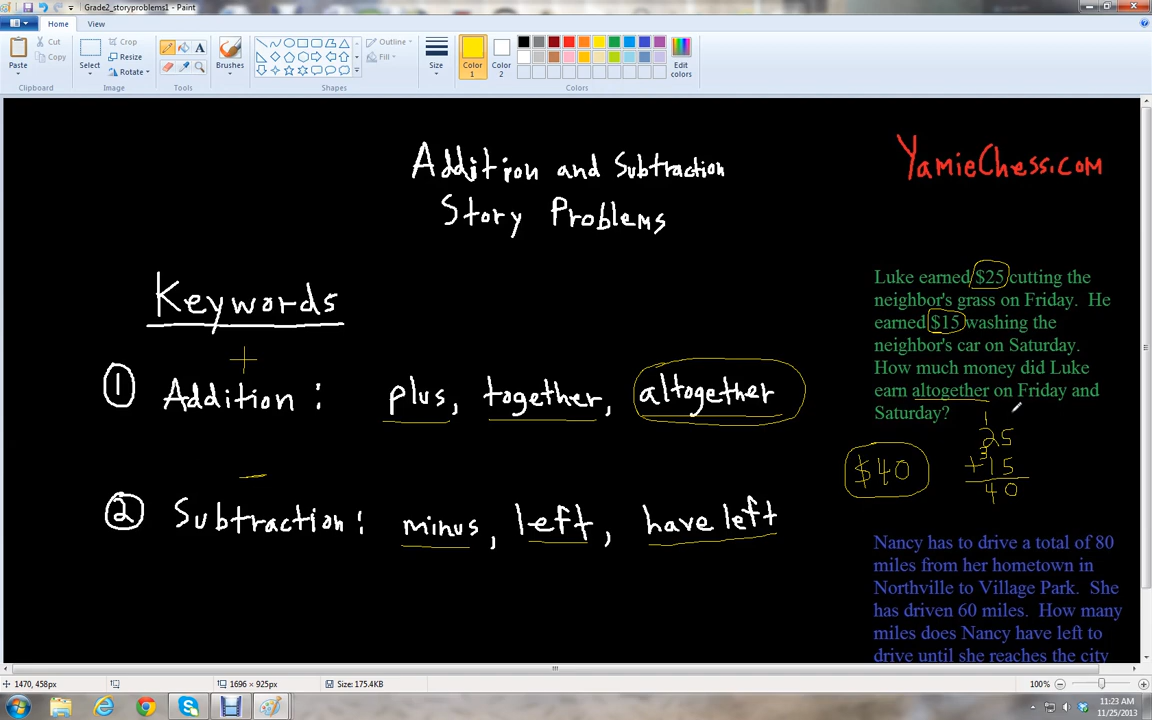 Grade2_storyproblems1 - Paint
Home View
Cut
Copy
Paste
Clipboard
Crop
Resize
Rotate
Select
Image
Tools
Brushes
Outline
Fill
Shapes
Size
Color 1
Color 2
Edit colors
Colors
Addition and Subtraction
Story Problems
YamieChess.com
Keywords
+
① Addition: plus, together, altogether
−
② Subtraction: minus, left, have left
Luke earned $25 cutting the
neighbor's grass on Friday. He
earned $15 washing the
neighbor's car on Saturday.
How much money did Luke
earn altogether on Friday and
Saturday?
1
25
3
+15
40
$40
Nancy has to drive a total of 80
miles from her hometown in
Northville to Village Park. She
has driven 60 miles. How many
miles does Nancy have left to
drive until she reaches the city
1470, 458px
1696 × 925px
Size: 175.4KB
100%
11:23 AM
11/25/2013